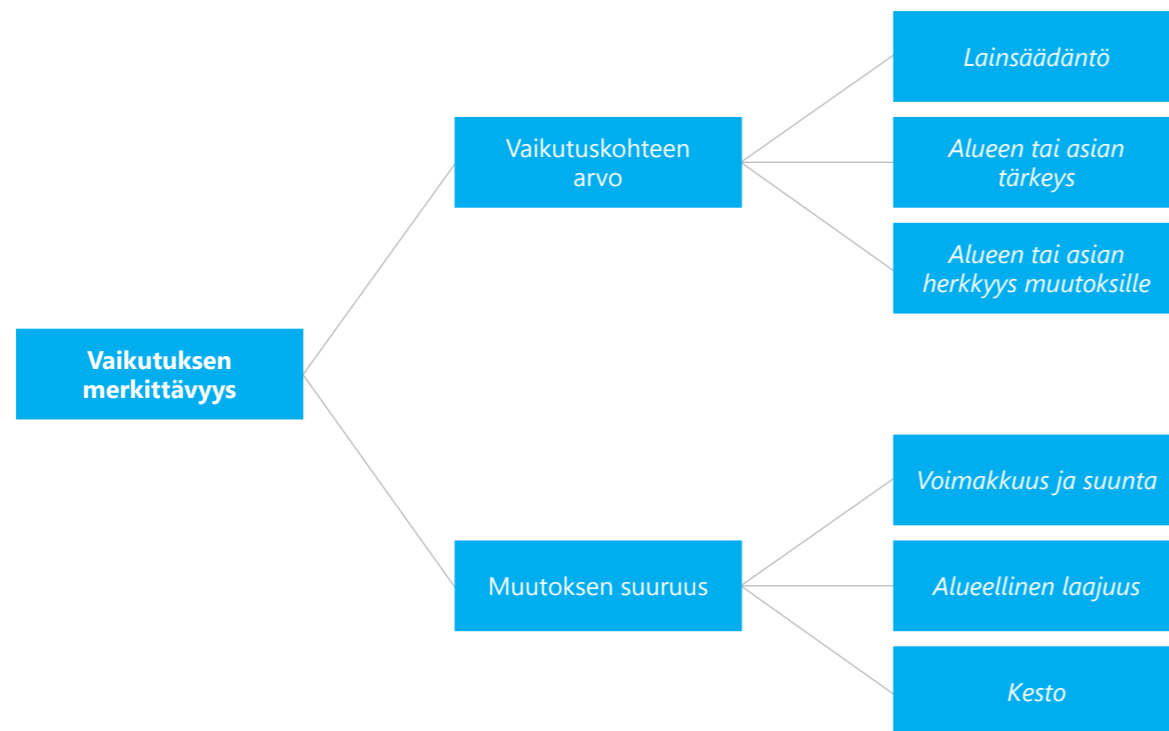 Lainsäädäntö
Vaikutuskohteen
arvo
Alueen tai asian
tärkeys
Alueen tai asian
herkkyys muutoksille
Vaikutuksen
merkittävyys
Voimakkuus ja suunta
Muutoksen suuruus
Alueellinen laajuus
Kesto